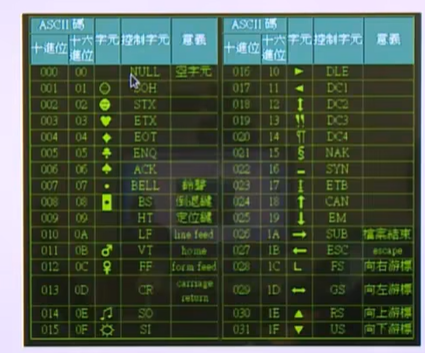 ASCII 碼 字元 控制字元 意義 ASCII 碼 字元 控制字元 意義
十進位 十六進位 十進位 十六進位
000 00 NULL 空字元 016 10 ► DLE
001 01 ☺ SOH 017 11 ◄ DC1
002 02 ☻ STX 018 12 ↕ DC2
003 03 ♥ ETX 019 13 ‼ DC3
004 04 ♦ EOT 020 14 ¶ DC4
005 05 ♣ ENQ 021 15 § NAK
006 06 ♠ ACK 022 16 ▬ SYN
007 07 • BELL 鈴聲 023 17 ↨ ETB
008 08 ◘ BS 倒退鍵 024 18 ↑ CAN
009 09 HT 定位鍵 025 19 ↓ EM
010 0A LF line feed 026 1A → SUB 檔案結束
011 0B ♂ VT home 027 1B ← ESC escape
012 0C ♀ FF form feed 028 1C ∟ FS 向右游標
013 0D CR carriage return 029 1D ↔ GS 向左游標
014 0E ♫ SO 030 1E ▲ RS 向上游標
015 0F ☼ SI 031 1F ▼ US 向下游標